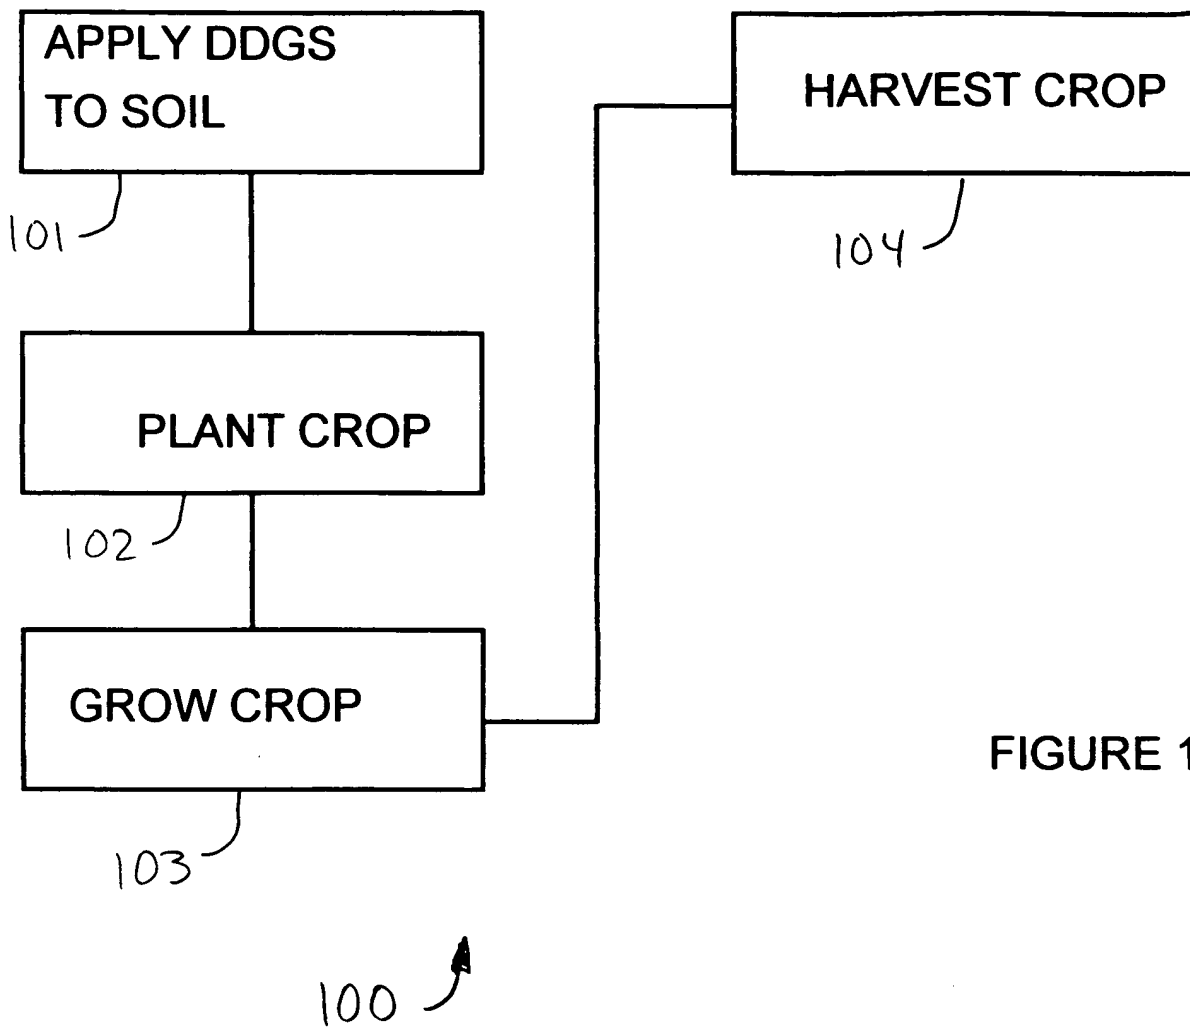 APPLY DDGS
TO SOIL
101
PLANT CROP
102
GROW CROP
103
HARVEST CROP
104
FIGURE 1
100